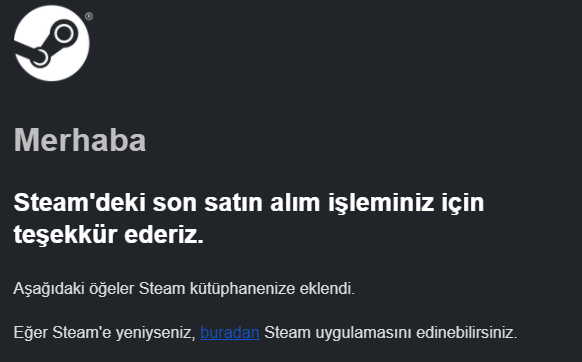 Merhaba
Steam'deki son satın alım işleminiz için
teşekkür ederiz.
Aşağıdaki öğeler Steam kütüphanenize eklendi.
Eğer Steam'e yeniyseniz, buradan Steam uygulamasını edinebilirsiniz.